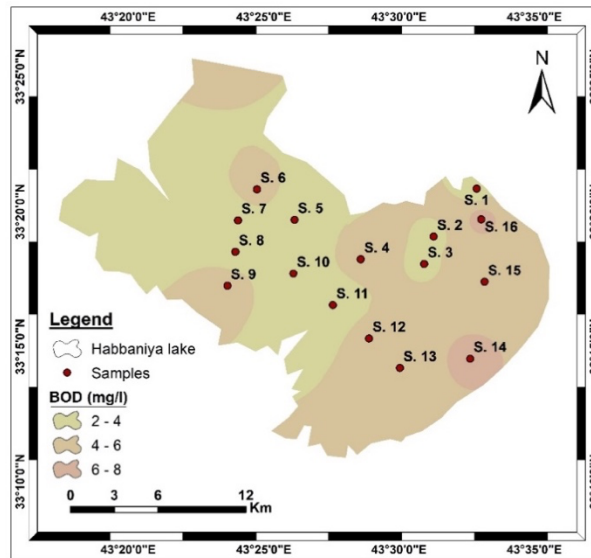 43°20'0"E 43°25'0"E 43°30'0"E 43°35'0"E
33°25'0"N
33°20'0"N
33°15'0"N
33°10'0"N
N
S. 6
S. 1
S. 7
S. 5
S. 2
S. 16
S. 8
S. 4
S. 3
S. 9
S. 10
S. 15
S. 11
S. 12
S. 13
S. 14
Legend
Habbaniya lake
Samples
BOD (mg/l)
2 - 4
4 - 6
6 - 8
0 3 6 12
Km
43°20'0"E 43°25'0"E 43°30'0"E 43°35'0"E